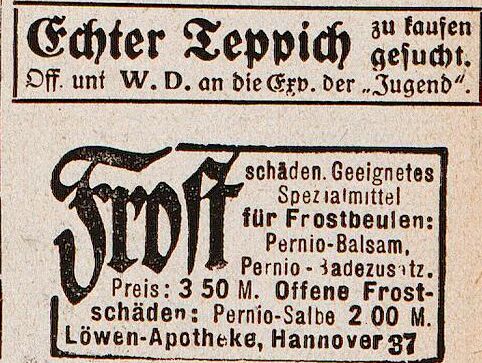 Echter Teppich zu kaufen gesucht.
Off. unt W. D. an die Exp. der „Jugend“.
Frost
schäden. Geeignetes
Spezialmittel
für Frostbeulen:
Pernio-Balsam,
Pernio-Badezusatz.
Preis: 3 50 M. Offene Frost-
schäden: Pernio-Salbe 2 00 M.
Löwen-Apotheke, Hannover 37